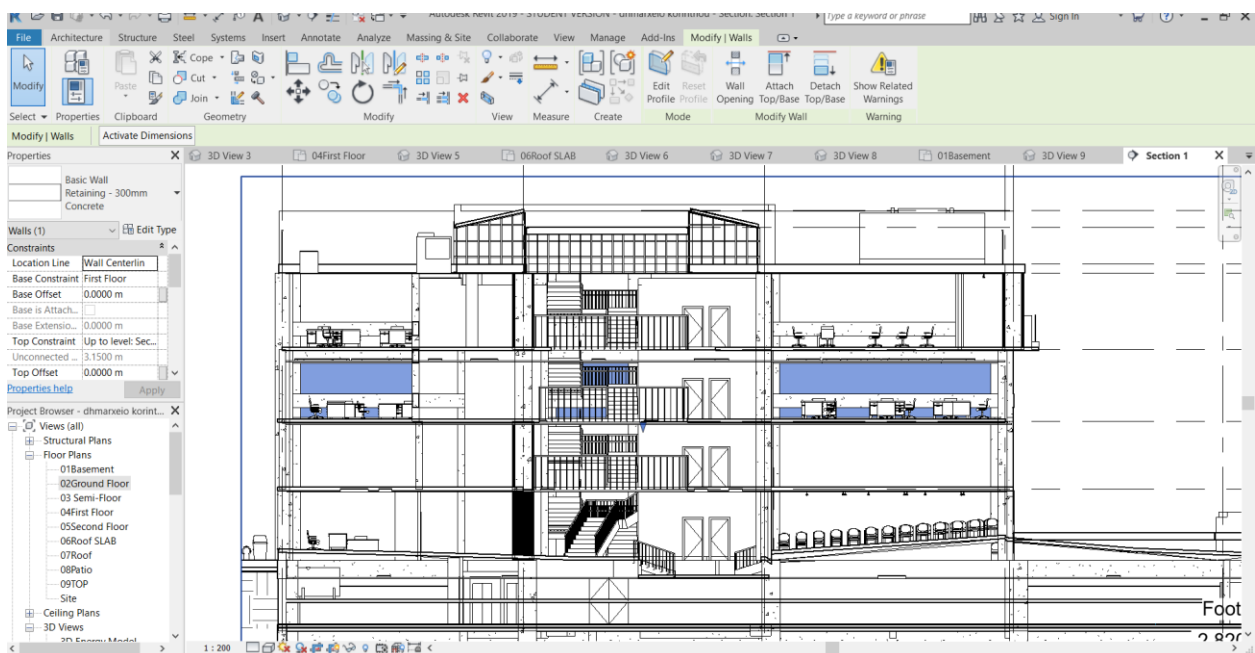 Autodesk Revit 2019 - STUDENT VERSION - dhmarxeio korinthou - Section: Section 1
Type a keyword or phrase
Sign In
File Architecture Structure Steel Systems Insert Annotate Analyze Massing & Site Collaborate View Manage Add-Ins Modify | Walls
Modify Paste Cope Cut Join Edit Profile Reset Profile Wall Opening Attach Top/Base Detach Top/Base Show Related Warnings
Select Properties Clipboard Geometry Modify View Measure Create Mode Modify Wall Warning
Modify | Walls Activate Dimensions
Properties X 3D View 3 04First Floor 3D View 5 06Roof SLAB 3D View 6 3D View 7 3D View 8 01Basement 3D View 9 Section 1 X
Basic Wall
Retaining - 300mm
Concrete
Walls (1) Edit Type
Constraints
Location Line Wall Centerlin
Base Constraint First Floor
Base Offset 0.0000 m
Base is Attach...
Base Extensio... 0.0000 m
Top Constraint Up to level: Sec...
Unconnected ... 3.1500 m
Top Offset 0.0000 m
Properties help Apply
Project Browser - dhmarxeio korint... X
Views (all)
Structural Plans
Floor Plans
01Basement
02Ground Floor
03 Semi-Floor
04First Floor
05Second Floor
06Roof SLAB
07Roof
08Patio
09TOP
Site
Ceiling Plans
3D Views
3D Energy Model
Foot
2.820
1 : 200